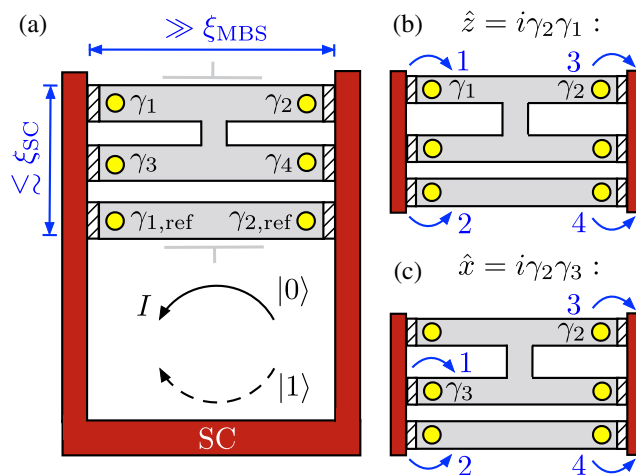 (a)
≫ ξ_MBS
≲ ξ_SC
γ_1 γ_2
γ_3 γ_4
γ_1,ref γ_2,ref
I |0⟩
|1⟩
SC
(b) ẑ = iγ_2γ_1 :
1 3
γ_1 γ_2
2 4
(c) x̂ = iγ_2γ_3 :
3
γ_2
1
γ_3
2 4